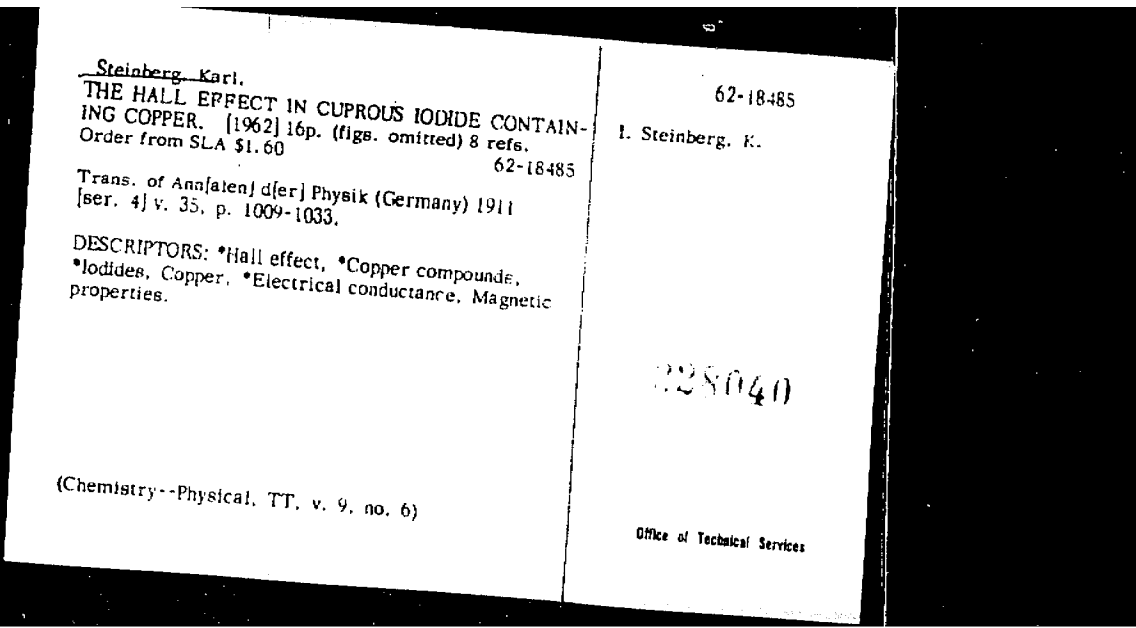 Steinberg, Karl.
THE HALL EFFECT IN CUPROUS IODIDE CONTAIN-
ING COPPER. [1962] 16p. (figs. omitted) 8 refs.
Order from SLA $1.60
62-18485
Trans. of Ann[alen] d[er] Physik (Germany) 1911
[ser. 4] v. 35, p. 1009-1033.
DESCRIPTORS: *Hall effect, *Copper compounds,
*Iodides, Copper, *Electrical conductance, Magnetic
properties.
(Chemistry--Physical, TT, v. 9, no. 6)
62-18485
I. Steinberg, K.
228040
Office of Technical Services